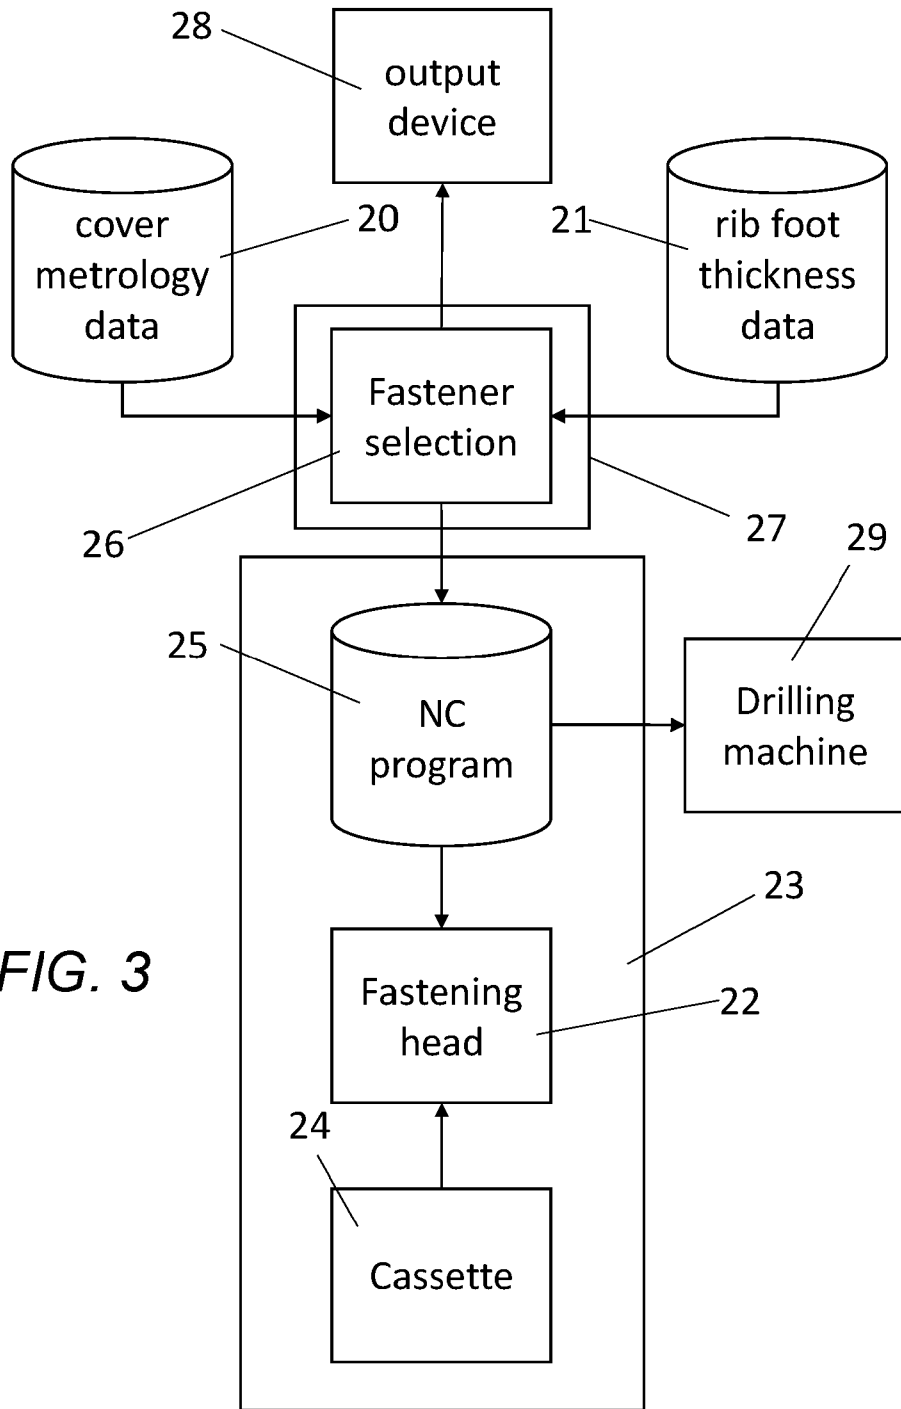 28
output
device
20
21
cover
metrology
data
rib foot
thickness
data
Fastener
selection
26
27
29
25
NC
program
Drilling
machine
23
FIG. 3
Fastening
head
22
24
Cassette